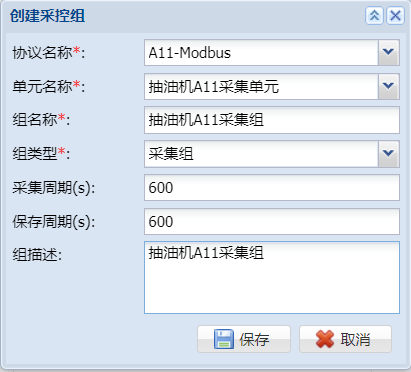 创建采控组
协议名称*: A11-Modbus
单元名称*: 抽油机A11采集单元
组名称*: 抽油机A11采集组
组类型*: 采集组
采集周期(s): 600
保存周期(s): 600
组描述: 抽油机A11采集组
保存 取消